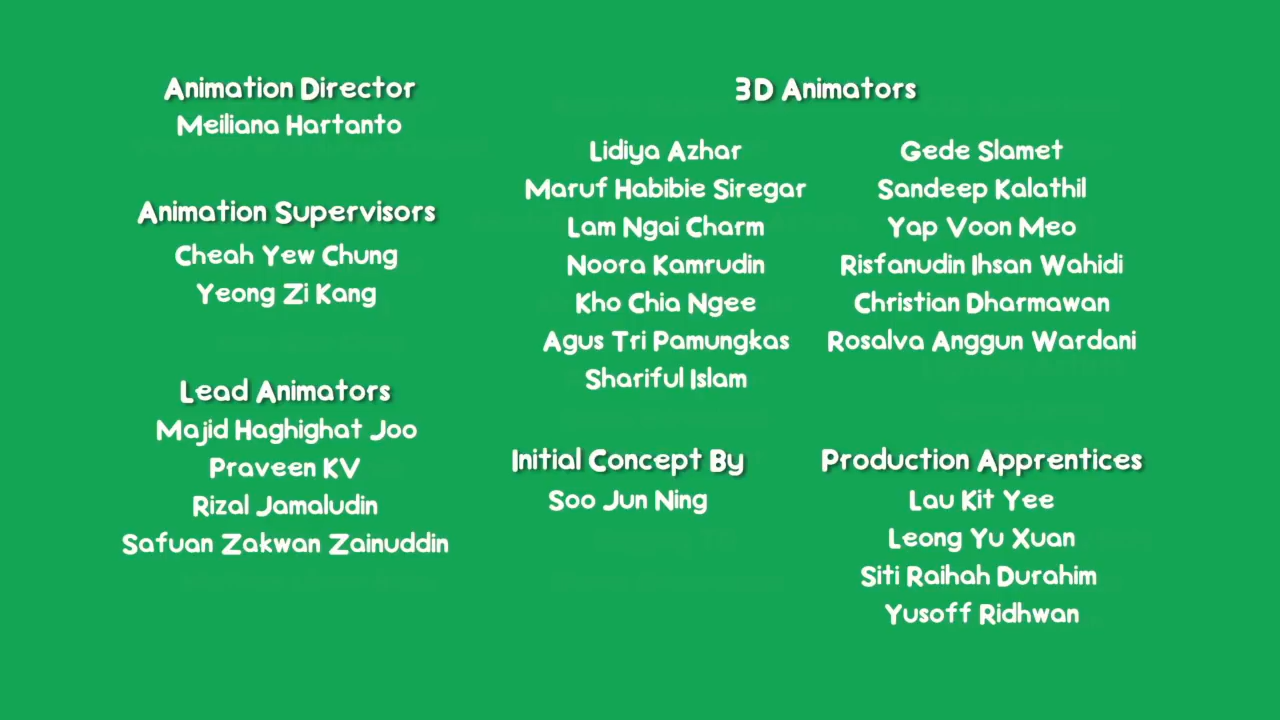 Animation Director
Meiliana Hartanto
Animation Supervisors
Cheah Yew Chung
Yeong Zi Kang
Lead Animators
Majid Haghighat Joo
Praveen KV
Rizal Jamaludin
Safuan Zakwan Zainuddin
3D Animators
Lidiya Azhar
Maruf Habibie Siregar
Lam Ngai Charm
Noora Kamrudin
Kho Chia Ngee
Agus Tri Pamungkas
Shariful Islam
Gede Slamet
Sandeep Kalathil
Yap Voon Meo
Risfanudin Ihsan Wahidi
Christian Dharmawan
Rosalva Anggun Wardani
Initial Concept By
Soo Jun Ning
Production Apprentices
Lau Kit Yee
Leong Yu Xuan
Siti Raihah Durahim
Yusoff Ridhwan